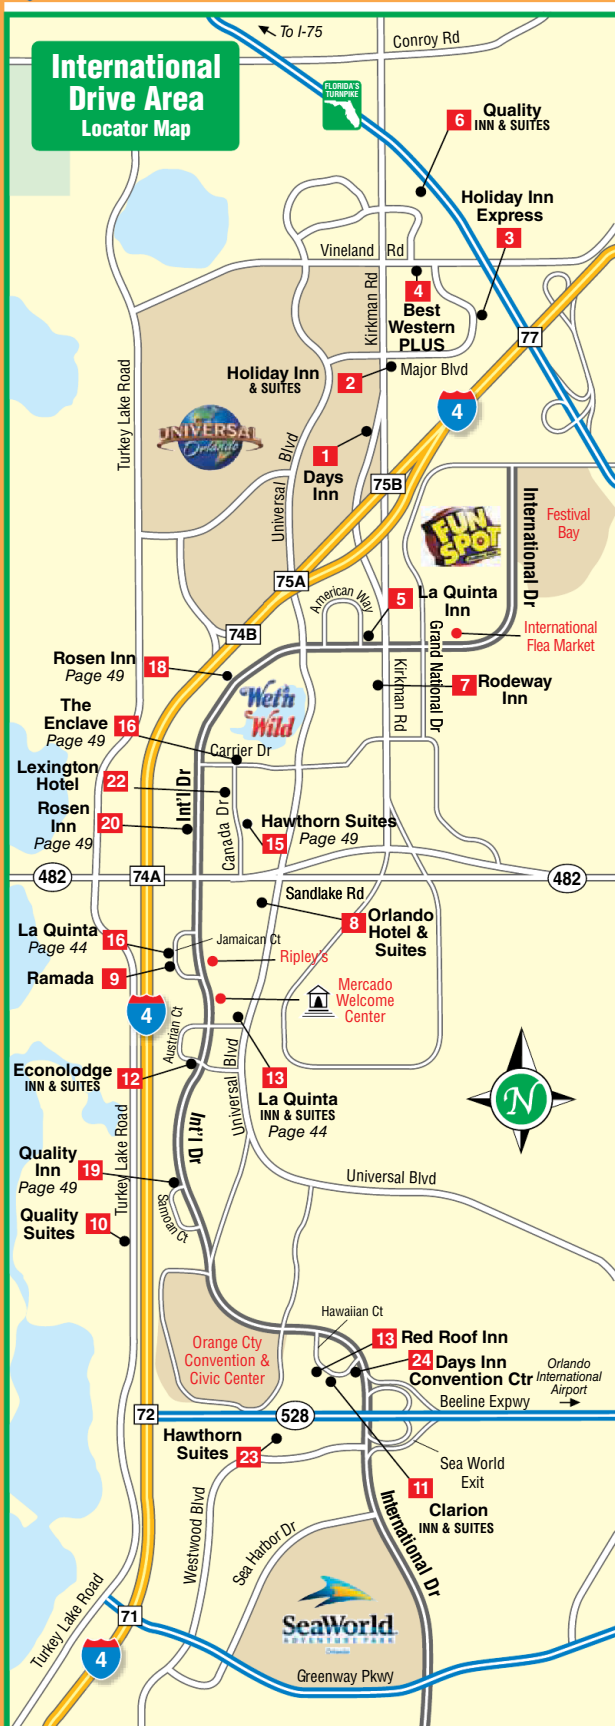 To I-75
Conroy Rd
International
Drive Area
Locator Map
FLORIDA'S
TURNPIKE
6
Quality
INN & SUITES
Holiday Inn
Express
3
Vineland Rd
4
Best
Western
PLUS
Kirkman Rd
77
Holiday Inn
& SUITES
2
Major Blvd
4
Turkey Lake Road
UNIVERSAL
Orlando
Universal Blvd
1
Days
Inn
75B
FUN
SPOT
International Dr
Festival
Bay
75A
American Way
5
La Quinta
Inn
74B
International
Flea Market
Grand National Dr
Rosen Inn
Page 49
18
Wet'n
Wild
Kirkman Rd
7
Rodeway
Inn
The
Enclave
Page 49
16
Carrier Dr
Lexington
Hotel
22
Int'l Dr
Canada Dr
Rosen
Inn
Page 49
20
Hawthorn Suites
15
Page 49
482
74A
482
Sandlake Rd
8
Orlando
Hotel &
Suites
La Quinta
Page 44
16
Jamaican Ct
Ripley's
Ramada
9
Mercado
Welcome
Center
4
Austrian Ct
Econolodge
INN & SUITES
12
Universal Blvd
13
La Quinta
INN & SUITES
Page 44
N
Int'l Dr
Turkey Lake Road
Quality
Inn
Page 49
19
Universal Blvd
Samoan Ct
Quality
Suites
10
Hawaiian Ct
Orange Cty
Convention &
Civic Center
13
Red Roof Inn
24
Days Inn
Convention Ctr
Orlando
International
Airport
Beeline Expwy
72
528
Hawthorn
Suites
23
Sea World
Exit
11
Clarion
INN & SUITES
International Dr
Westwood Blvd
Sea Harbor Dr
SeaWorld
ADVENTURE PARK
Turkey Lake Road
71
4
Greenway Pkwy